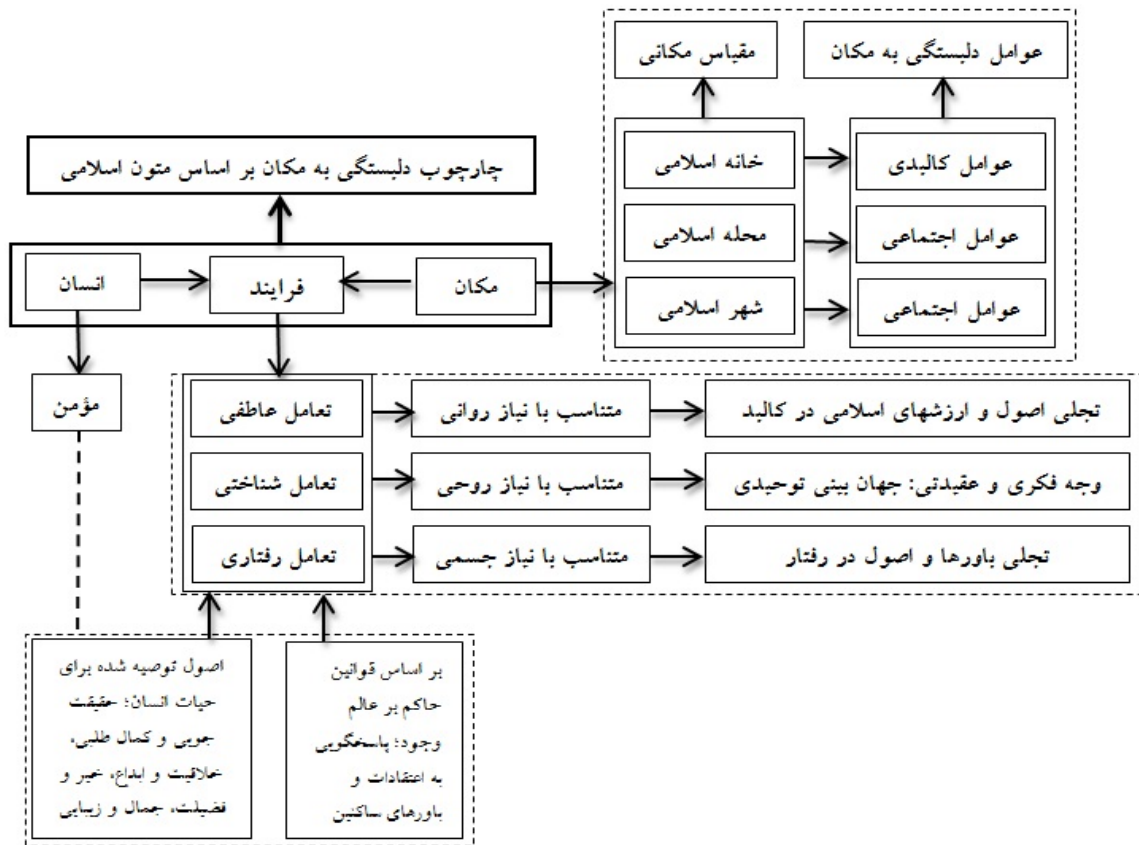 عوامل دلبستگی به مکان
مقیاس مکانی
خانه اسلامی
عوامل کالبدی
محله اسلامی
عوامل اجتماعی
شهر اسلامی
عوامل اجتماعی
چارچوب دلبستگی به مکان بر اساس متون اسلامی
انسان
فرایند
مکان
مؤمن
تعامل عاطفی
متناسب با نیاز روانی
تجلی اصول و ارزشهای اسلامی در کالبد
تعامل شناختی
متناسب با نیاز روحی
وجه فکری و عقیدتی: جهان بینی توحیدی
تعامل رفتاری
متناسب با نیاز جسمی
تجلی باورها و اصول در رفتار
بر اساس قوانین
حاکم بر عالم
وجود؛ پاسخگویی
به اعتقادات و
باورهای ساکنین
اصول توصیه شده برای
حیات انسان؛ حقیقت
جویی و کمال طلبی،
خلاقیت و ابداع، خیر و
فضیلت، جمال و زیبایی